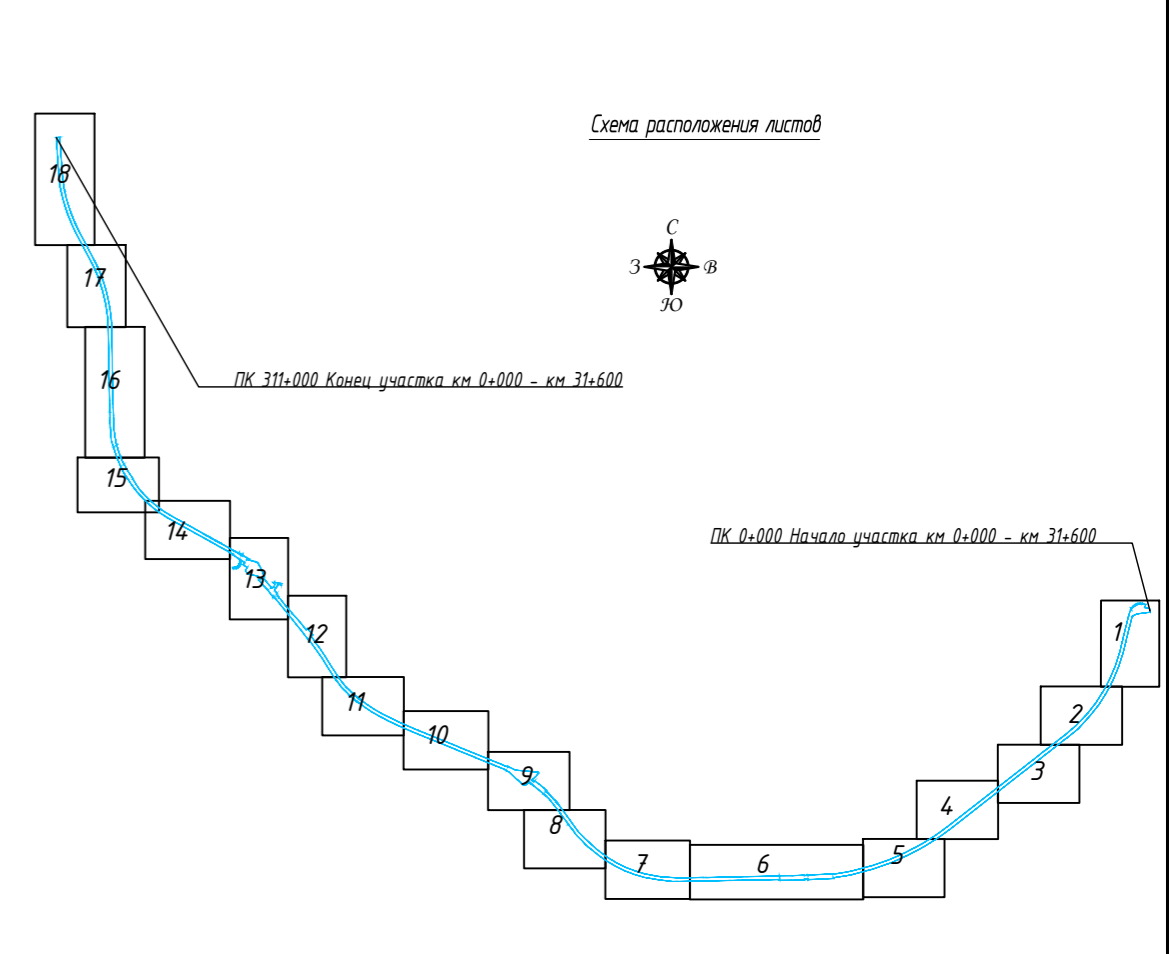 Схема расположения листов
С
З
В
Ю
18
17
16
ПК 311+000 Конец участка км 0+000 - км 31+600
15
14
ПК 0+000 Начало участка км 0+000 - км 31+600
13
12
1
11
2
10
3
9
4
8
5
7
6